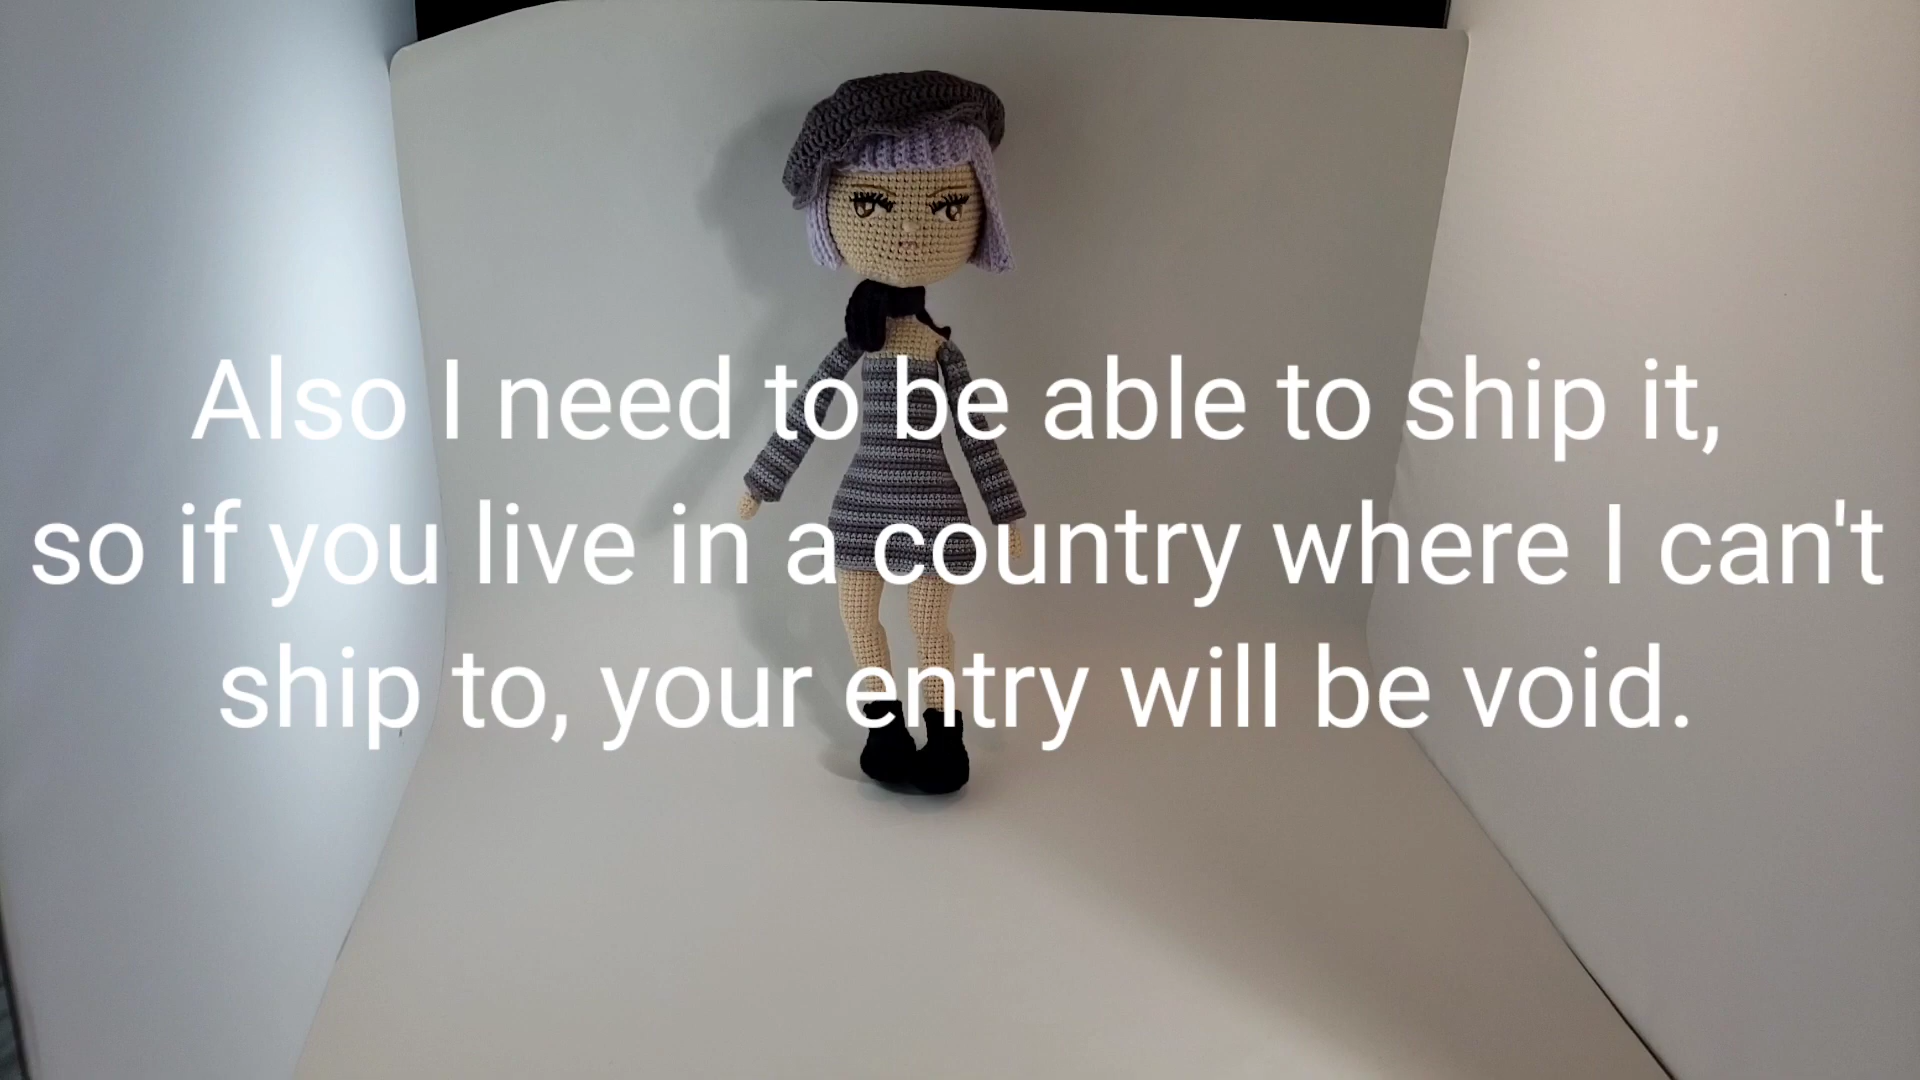 Also I need to be able to ship it,
so if you live in a country where I can't
ship to, your entry will be void.